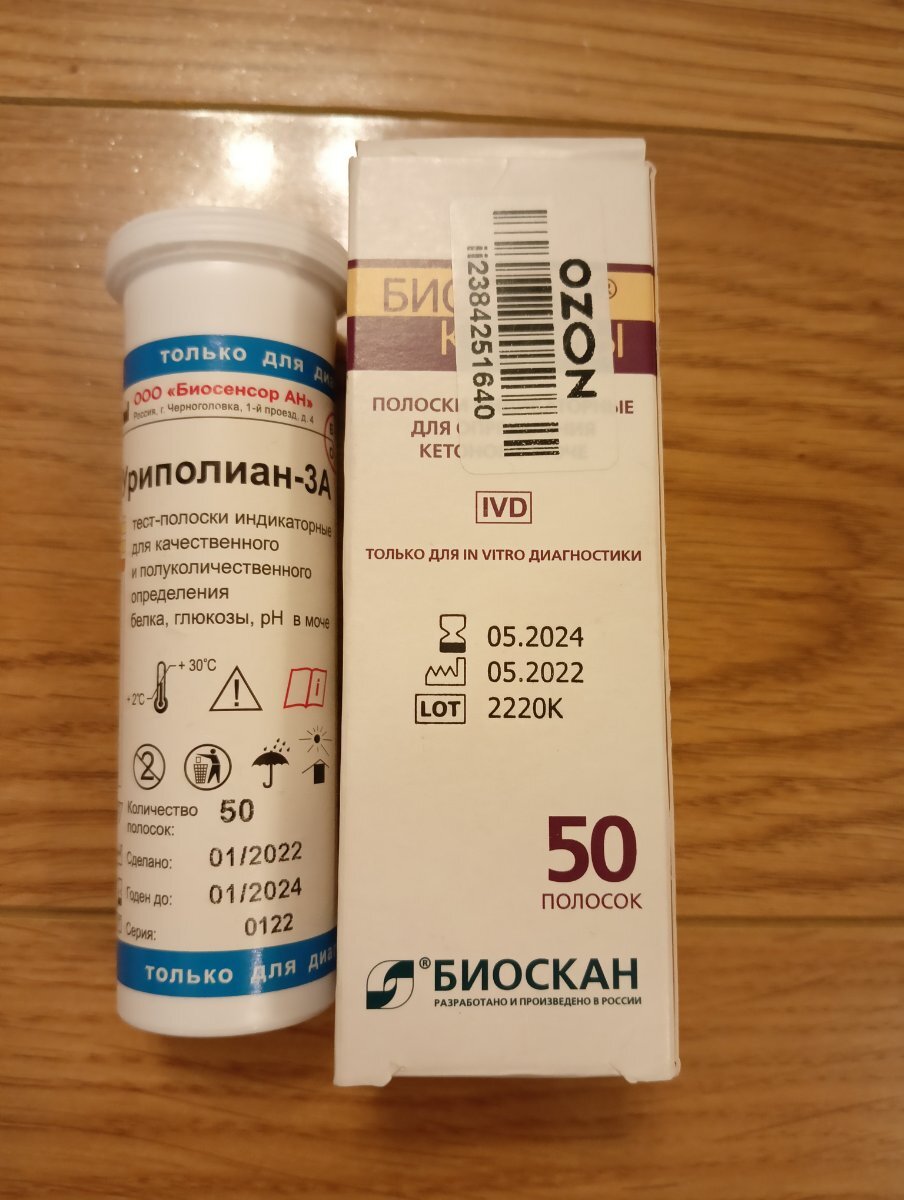 только для
ООО «Биосенсор АН»
Россия, г. Черноголовка, 1-й проезд, д. 4
Уриполиан-3А
тест-полоски индикаторные
для качественного
и полуколичественного
определения
белка, глюкозы, pH в моче
+ 30°C
+ 2°C
i
2
Количество
полосок:
50
Сделано: 01/2022
Годен до: 01/2024
Серия: 0122
только для
OZON
ii2384251640
ПОЛОСКИ
ДЛЯ
IVD
ТОЛЬКО ДЛЯ IN VITRO ДИАГНОСТИКИ
05.2024
05.2022
LOT 2220K
50
ПОЛОСОК
®БИОСКАН
РАЗРАБОТАНО И ПРОИЗВЕДЕНО В РОССИИ